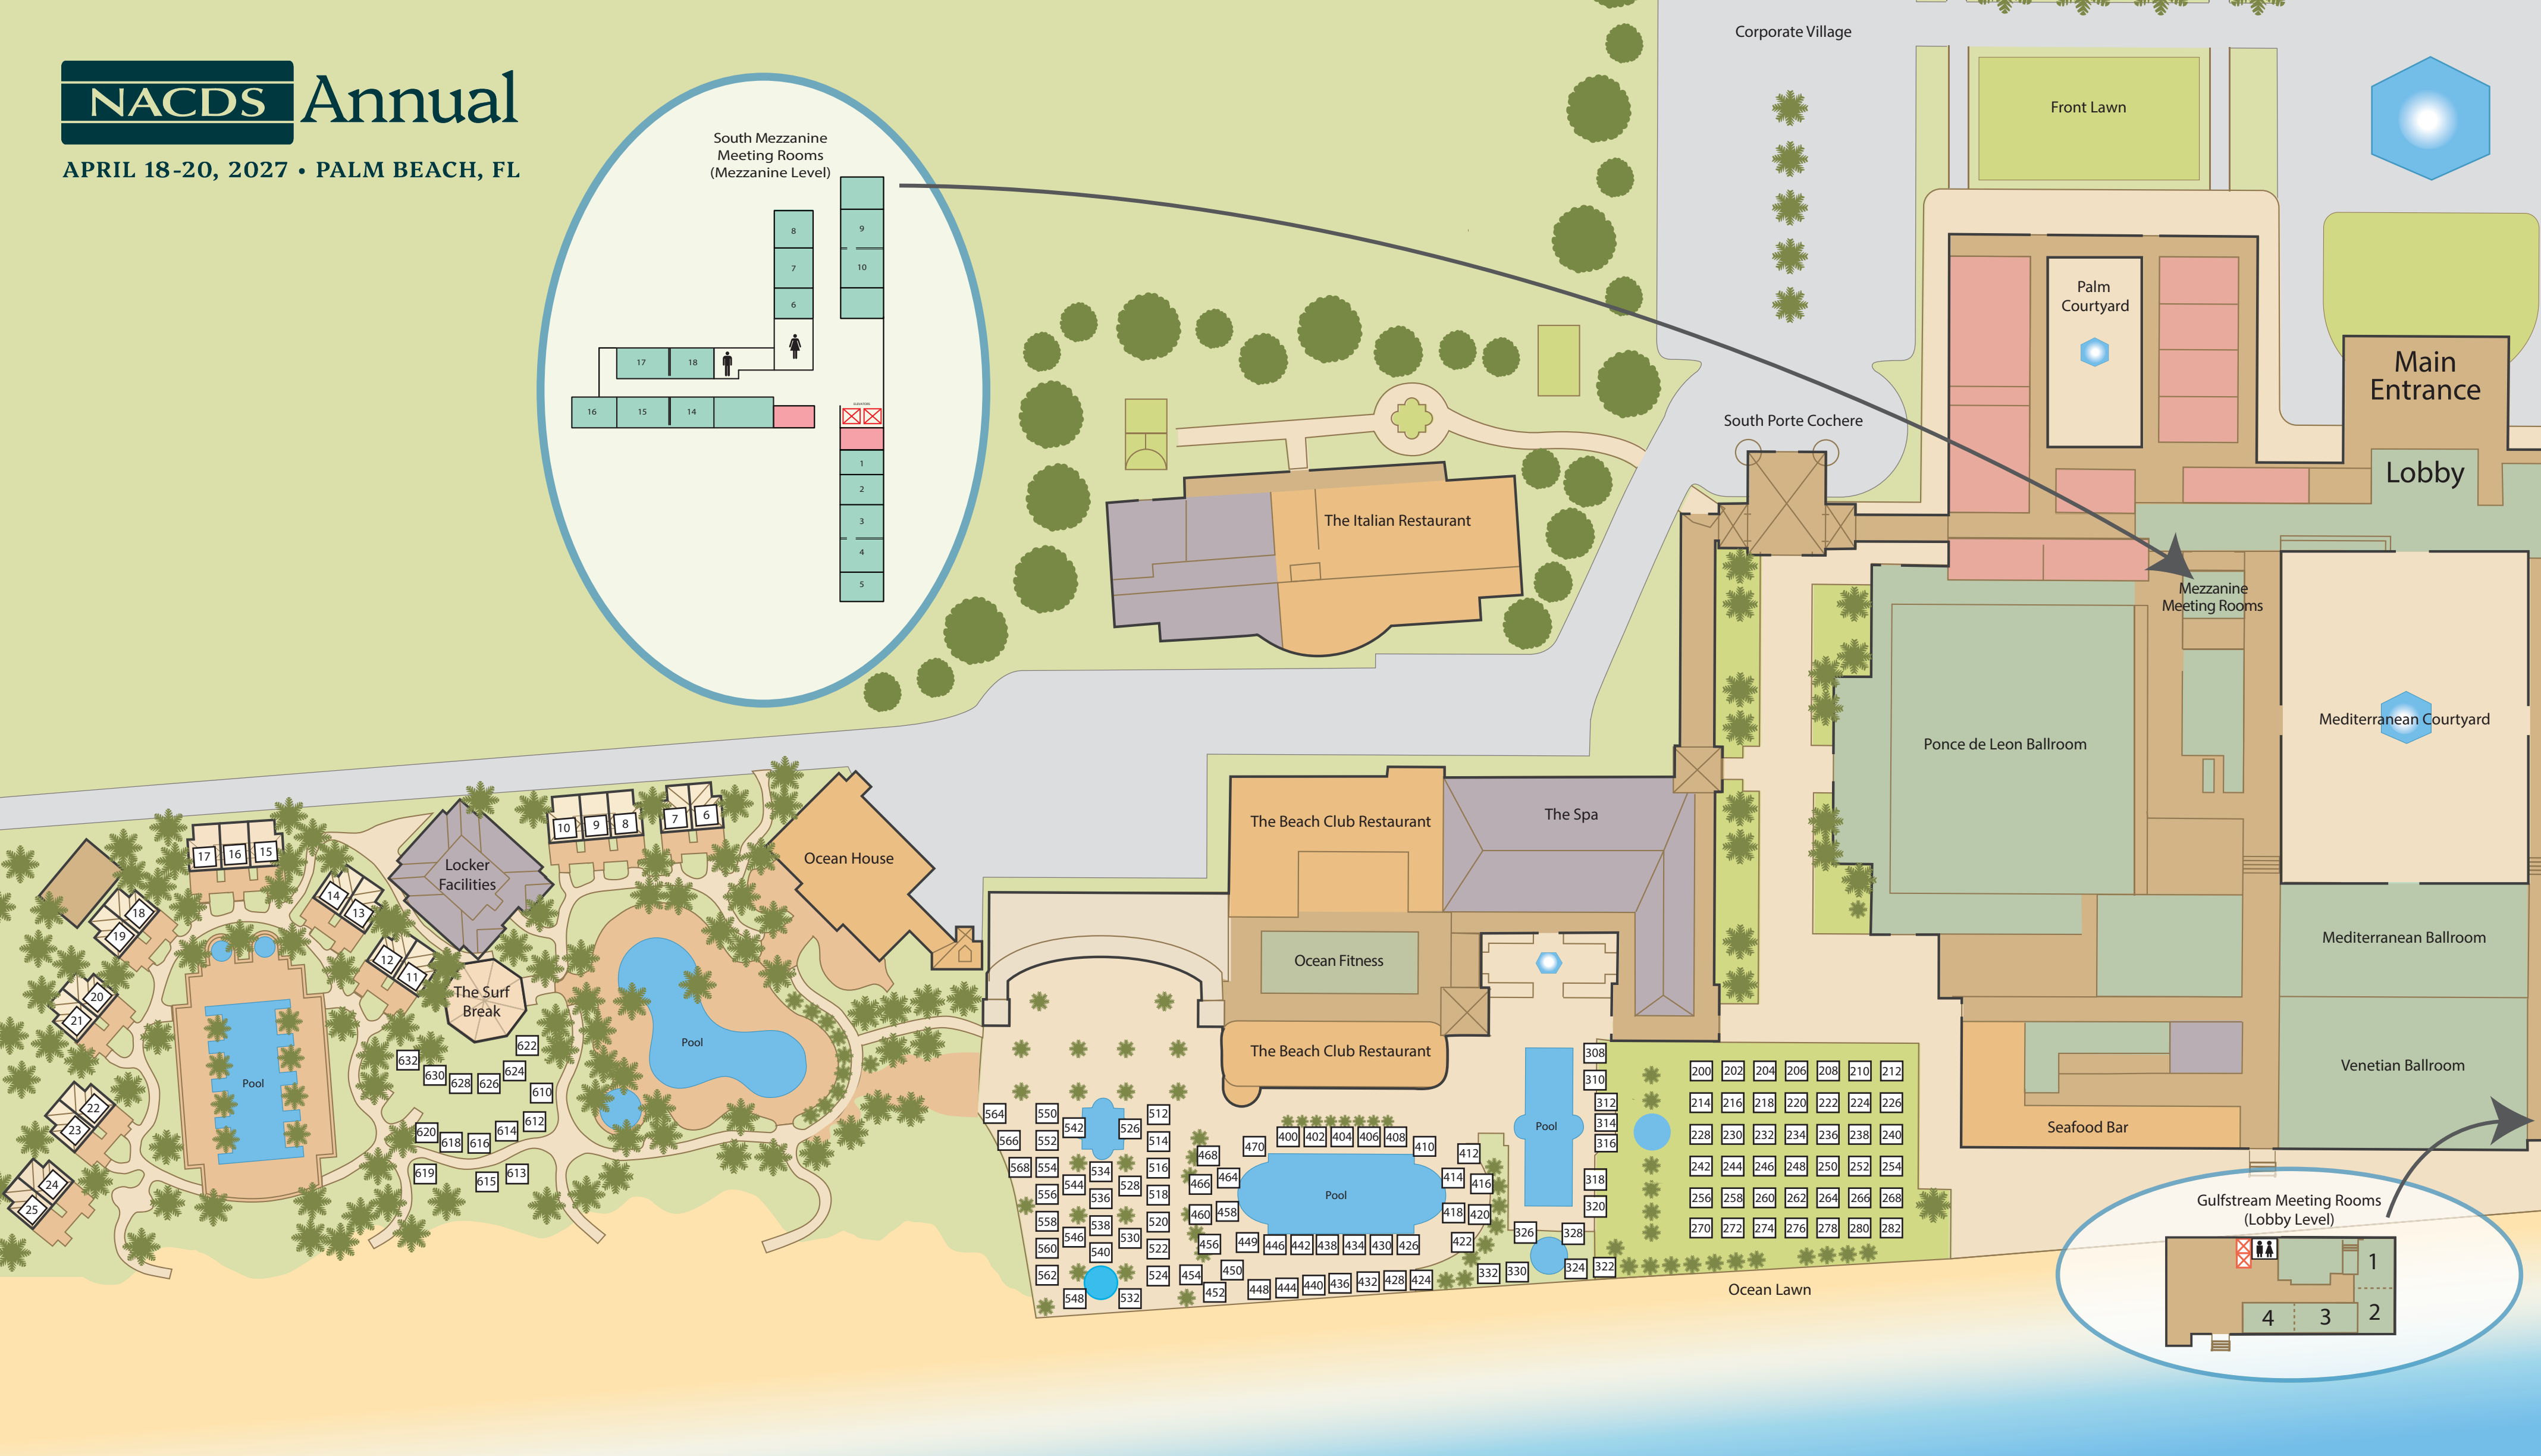 NACDS Annual
APRIL 18-20, 2027 • PALM BEACH, FL
South Mezzanine
Meeting Rooms
(Mezzanine Level)
8
9
7
10
6
17 18
16 15 14
ELEVATORS
1
2
3
4
5
Corporate Village
Front Lawn
Palm
Courtyard
Main
Entrance
Lobby
South Porte Cochere
The Italian Restaurant
Mezzanine
Meeting Rooms
Ponce de Leon Ballroom
Mediterranean Courtyard
Mediterranean Ballroom
Venetian Ballroom
Seafood Bar
The Beach Club Restaurant
The Spa
Ocean Fitness
The Beach Club Restaurant
Ocean House
Locker
Facilities
The Surf
Break
Pool
Pool
Pool
Pool
10 9 8
7 6
17 16 15
14 13
12 11
18
19
20
21
22
23
24
25
632 630 628 626 624 622
610
612
614
616
618
620
619 615 613
564 550 542 526 512
566 552 514
568 554 534 516
544 528
556 536 518
558 538 520
546 530
560 540 522
562 524
548 532
468 470 400 402 404 406 408 410 412
466 464 414 416
460 458 418 420
456 449 446 442 438 434 430 426 422
454 450
452 448 444 440 436 432 428 424
308
310
312
314
316
318
320
326 328
332 330 324 322
200 202 204 206 208 210 212
214 216 218 220 222 224 226
228 230 232 234 236 238 240
242 244 246 248 250 252 254
256 258 260 262 264 266 268
270 272 274 276 278 280 282
Ocean Lawn
Gulfstream Meeting Rooms
(Lobby Level)
1
2
4 3